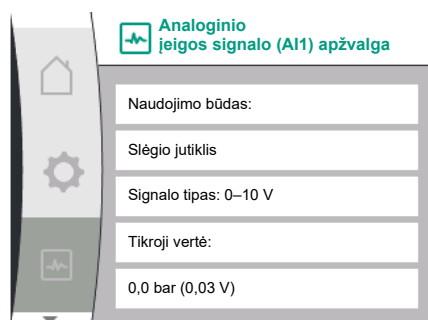 Analoginio
įeigos signalo (AI1) apžvalga
Naudojimo būdas:
Slėgio jutiklis
Signalo tipas: 0–10 V
Tikroji vertė:
0,0 bar (0,03 V)